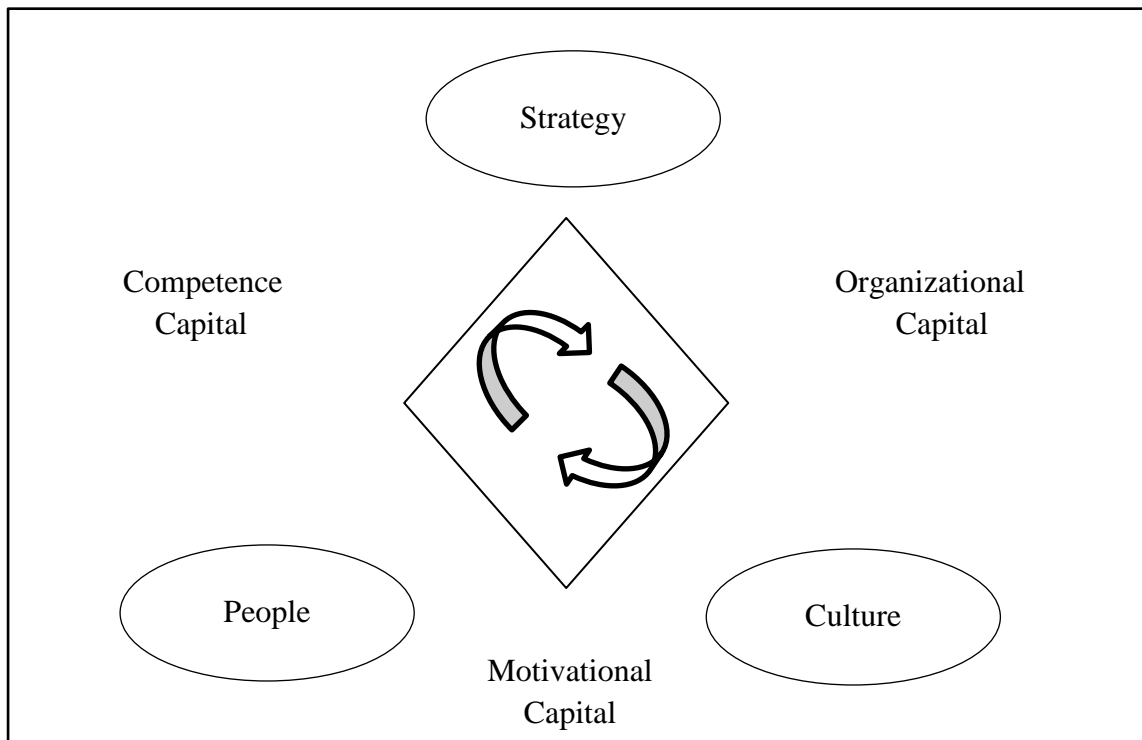 Strategy
Competence
Capital
Organizational
Capital
People
Culture
Motivational
Capital